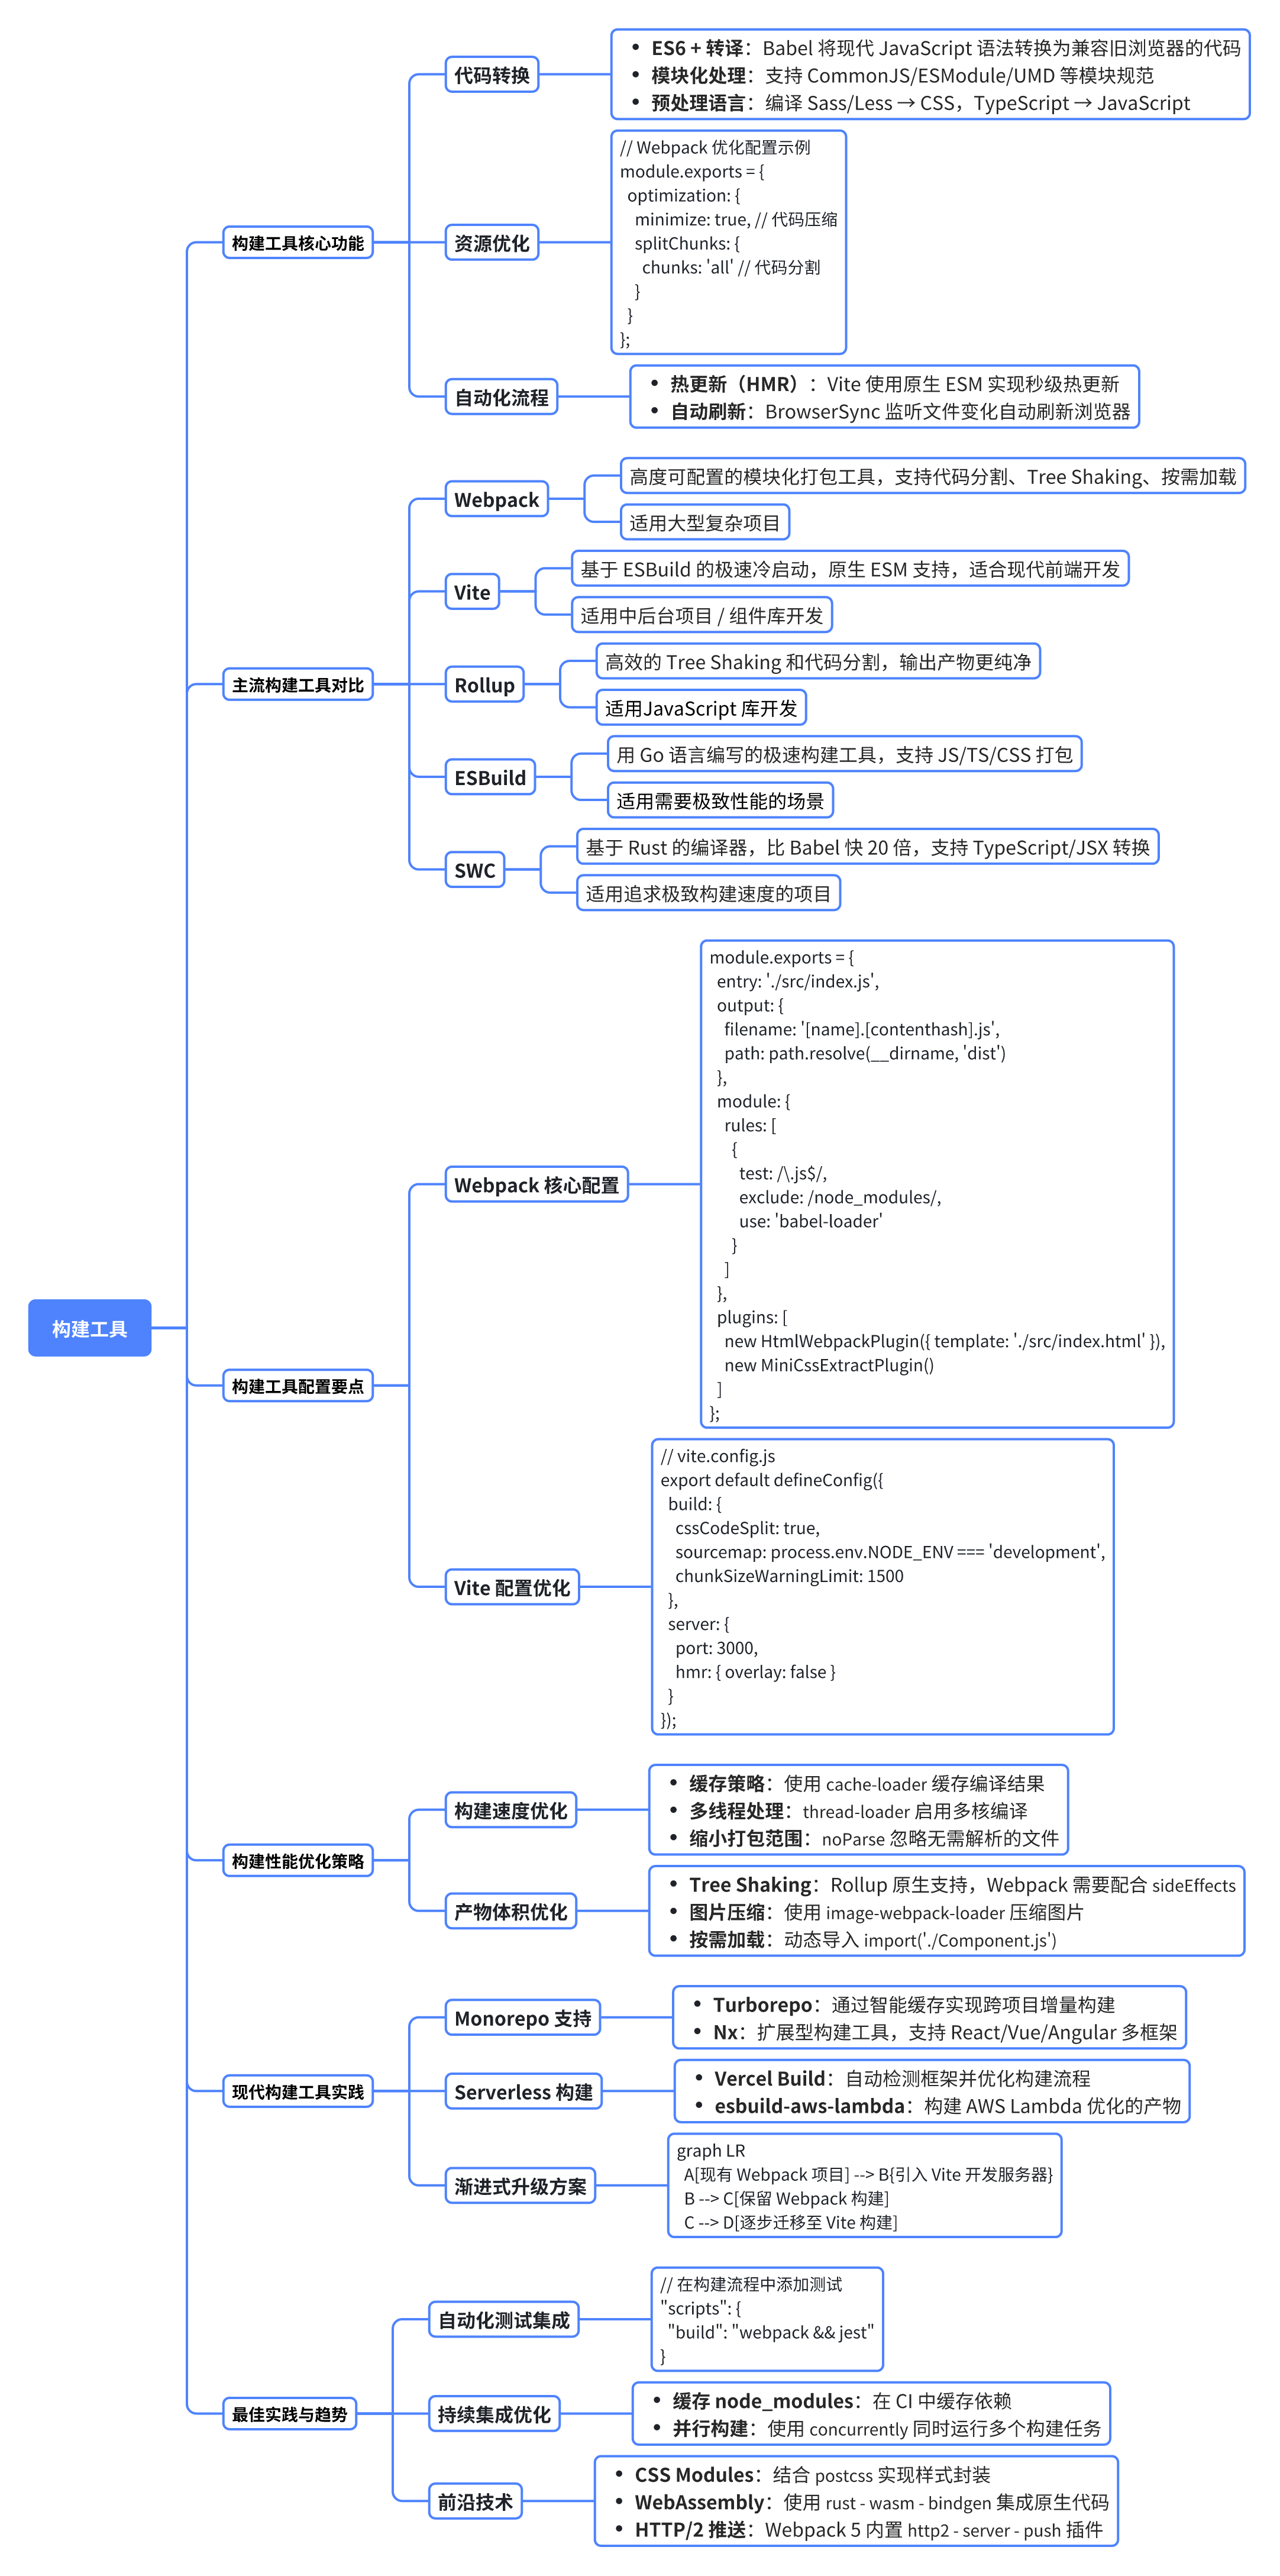 构建工具
构建工具核心功能
代码转换
• ES6 + 转译：Babel 将现代 JavaScript 语法转换为兼容旧浏览器的代码
• 模块化处理：支持 CommonJS/ESModule/UMD 等模块规范
• 预处理语言：编译 Sass/Less → CSS，TypeScript → JavaScript
资源优化
// Webpack 优化配置示例
module.exports = {
  optimization: {
    minimize: true, // 代码压缩
    splitChunks: {
      chunks: 'all' // 代码分割
    }
  }
};
自动化流程
• 热更新（HMR）：Vite 使用原生 ESM 实现秒级热更新
• 自动刷新：BrowserSync 监听文件变化自动刷新浏览器
主流构建工具对比
Webpack
高度可配置的模块化打包工具，支持代码分割、Tree Shaking、按需加载
适用大型复杂项目
Vite
基于 ESBuild 的极速冷启动，原生 ESM 支持，适合现代前端开发
适用中后台项目 / 组件库开发
Rollup
高效的 Tree Shaking 和代码分割，输出产物更纯净
适用JavaScript 库开发
ESBuild
用 Go 语言编写的极速构建工具，支持 JS/TS/CSS 打包
适用需要极致性能的场景
SWC
基于 Rust 的编译器，比 Babel 快 20 倍，支持 TypeScript/JSX 转换
适用追求极致构建速度的项目
构建工具配置要点
Webpack 核心配置
module.exports = {
  entry: './src/index.js',
  output: {
    filename: '[name].[contenthash].js',
    path: path.resolve(__dirname, 'dist')
  },
  module: {
    rules: [
      {
        test: /\.js$/,
        exclude: /node_modules/,
        use: 'babel-loader'
      }
    ]
  },
  plugins: [
    new HtmlWebpackPlugin({ template: './src/index.html' }),
    new MiniCssExtractPlugin()
  ]
};
Vite 配置优化
// vite.config.js
export default defineConfig({
  build: {
    cssCodeSplit: true,
    sourcemap: process.env.NODE_ENV === 'development',
    chunkSizeWarningLimit: 1500
  },
  server: {
    port: 3000,
    hmr: { overlay: false }
  }
});
构建性能优化策略
构建速度优化
• 缓存策略：使用 cache-loader 缓存编译结果
• 多线程处理：thread-loader 启用多核编译
• 缩小打包范围：noParse 忽略无需解析的文件
产物体积优化
• Tree Shaking：Rollup 原生支持，Webpack 需要配合 sideEffects
• 图片压缩：使用 image-webpack-loader 压缩图片
• 按需加载：动态导入 import('./Component.js')
现代构建工具实践
Monorepo 支持
• Turborepo：通过智能缓存实现跨项目增量构建
• Nx：扩展型构建工具，支持 React/Vue/Angular 多框架
Serverless 构建
• Vercel Build：自动检测框架并优化构建流程
• esbuild-aws-lambda：构建 AWS Lambda 优化的产物
渐进式升级方案
graph LR
  A[现有 Webpack 项目] --> B{引入 Vite 开发服务器}
  B --> C[保留 Webpack 构建]
  C --> D[逐步迁移至 Vite 构建]
最佳实践与趋势
自动化测试集成
// 在构建流程中添加测试
"scripts": {
  "build": "webpack && jest"
}
持续集成优化
• 缓存 node_modules：在 CI 中缓存依赖
• 并行构建：使用 concurrently 同时运行多个构建任务
前沿技术
• CSS Modules：结合 postcss 实现样式封装
• WebAssembly：使用 rust - wasm - bindgen 集成原生代码
• HTTP/2 推送：Webpack 5 内置 http2 - server - push 插件